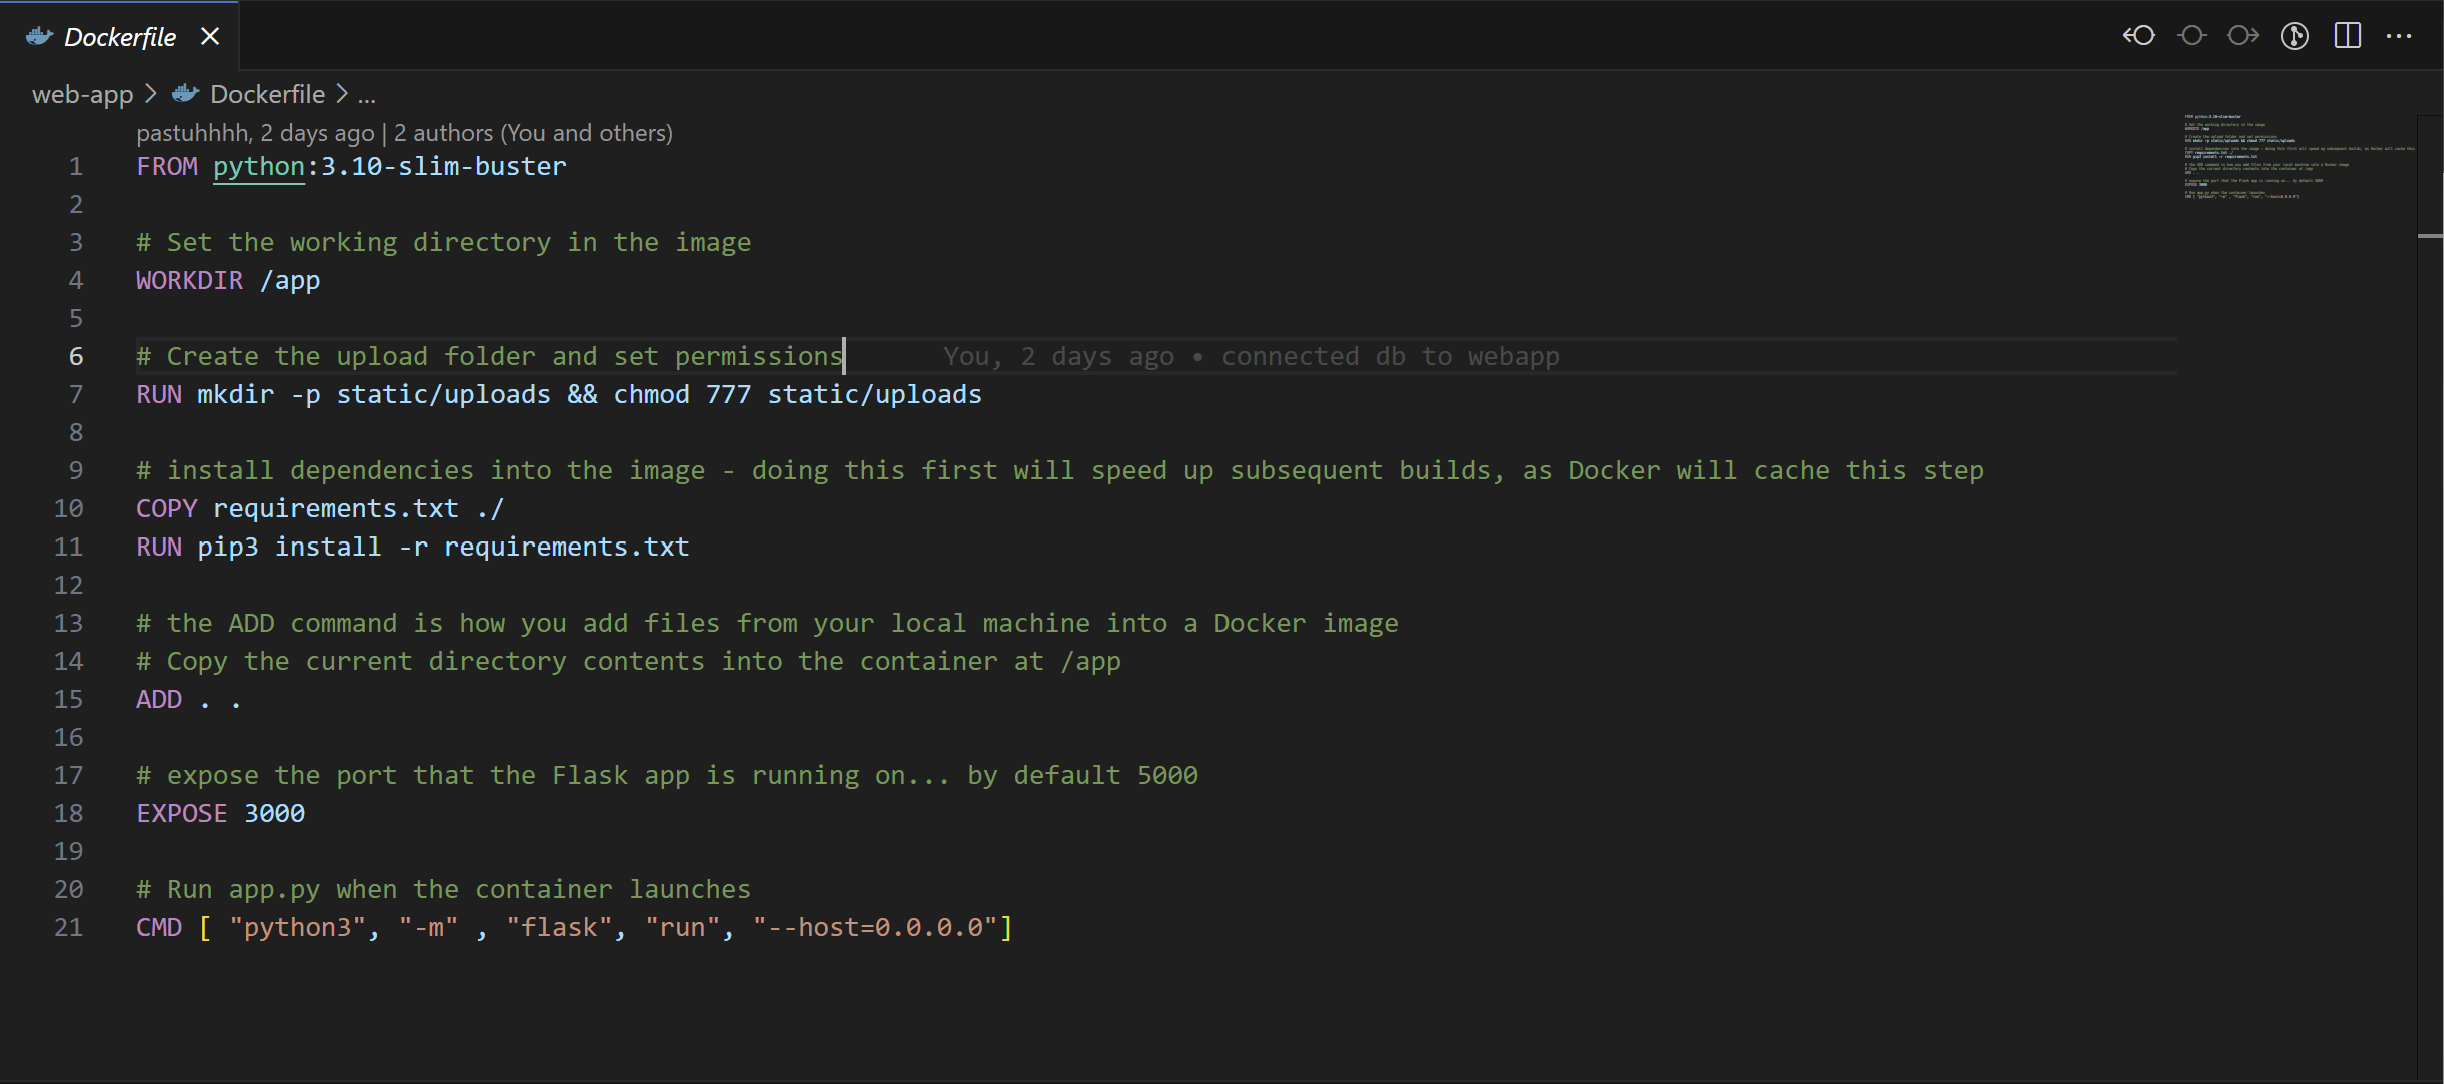 Dockerfile
web-app > Dockerfile > ...
pastuhhhh, 2 days ago | 2 authors (You and others)
1 FROM python:3.10-slim-buster
2
3 # Set the working directory in the image
4 WORKDIR /app
5
6 # Create the upload folder and set permissions You, 2 days ago • connected db to webapp
7 RUN mkdir -p static/uploads && chmod 777 static/uploads
8
9 # install dependencies into the image - doing this first will speed up subsequent builds, as Docker will cache this step
10 COPY requirements.txt ./
11 RUN pip3 install -r requirements.txt
12
13 # the ADD command is how you add files from your local machine into a Docker image
14 # Copy the current directory contents into the container at /app
15 ADD . .
16
17 # expose the port that the Flask app is running on... by default 5000
18 EXPOSE 3000
19
20 # Run app.py when the container launches
21 CMD [ "python3", "-m" , "flask", "run", "--host=0.0.0.0"]